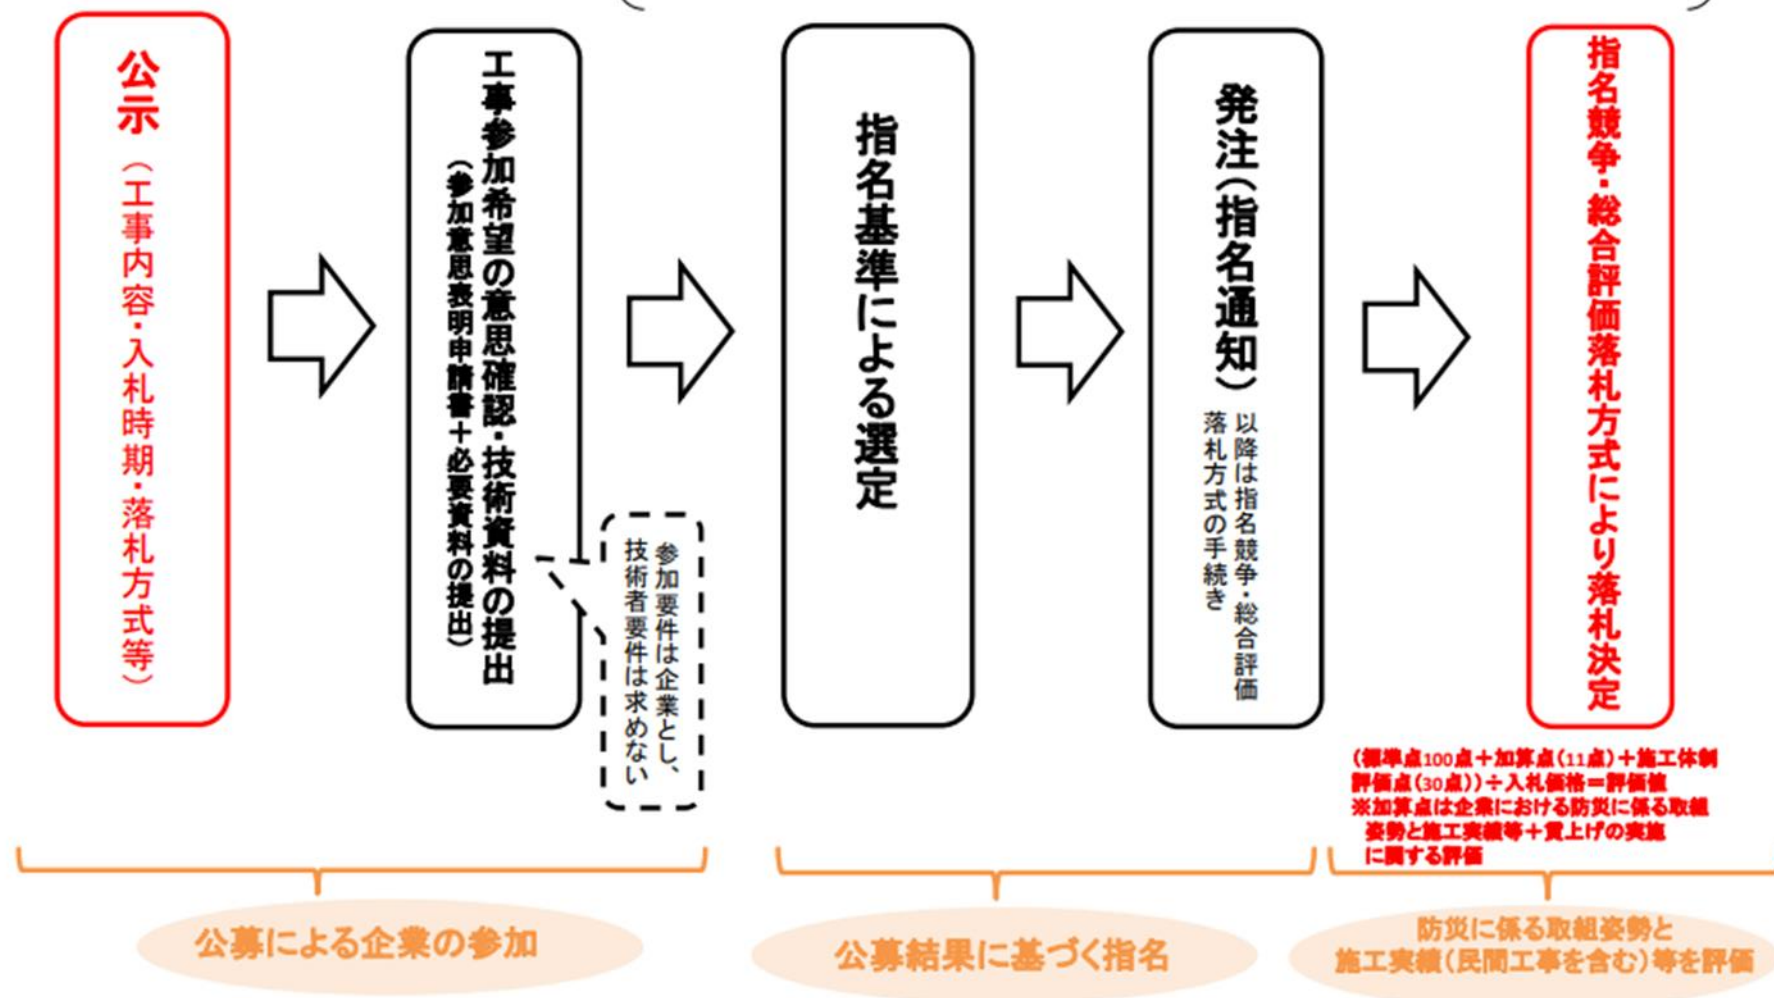 公示（工事内容・入札時期・落札方式等）
工事参加希望の意思確認・技術資料の提出
（参加意思表明申請書＋必要資料の提出）
参加要件は企業とし、
技術者要件は求めない
指名基準による選定
発注（指名通知）
以降は指名競争・総合評価
落札方式の手続き
指名競争・総合評価落札方式により落札決定
（標準点100点＋加算点（11点）＋施工体制
評価点（30点））÷入札価格＝評価値
※加算点は企業における防災に係る取組
姿勢と施工実績等＋賃上げの実施
に関する評価
公募による企業の参加
公募結果に基づく指名
防災に係る取組姿勢と
施工実績（民間工事を含む）等を評価